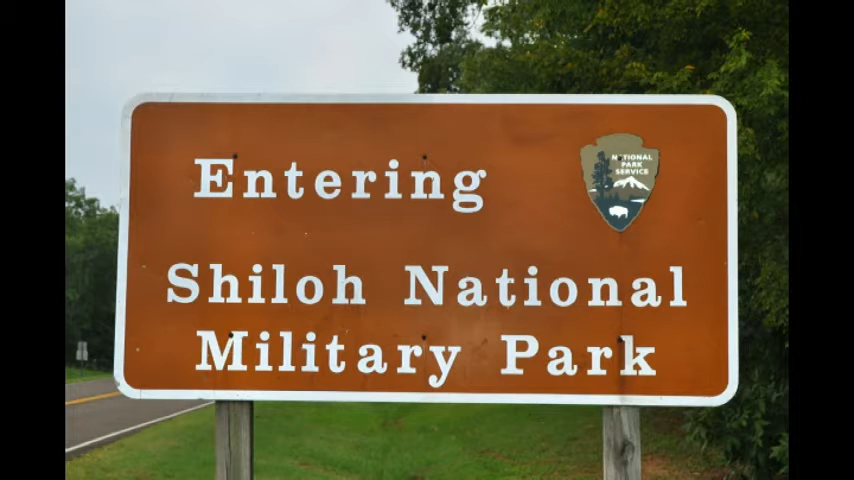 Entering
NATIONAL
PARK
SERVICE
Shiloh National
Military Park